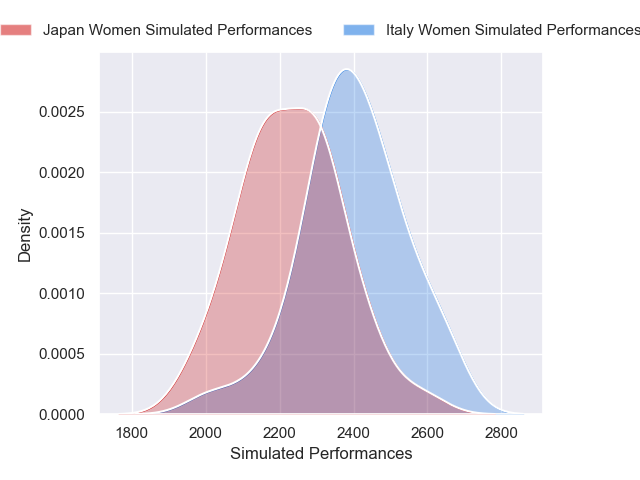 Japan Women Simulated Performances Italy Women Simulated Performances
0.0025
0.0020
0.0015
0.0010
0.0005
0.0000
Density
1800 2000 2200 2400 2600 2800
Simulated Performances